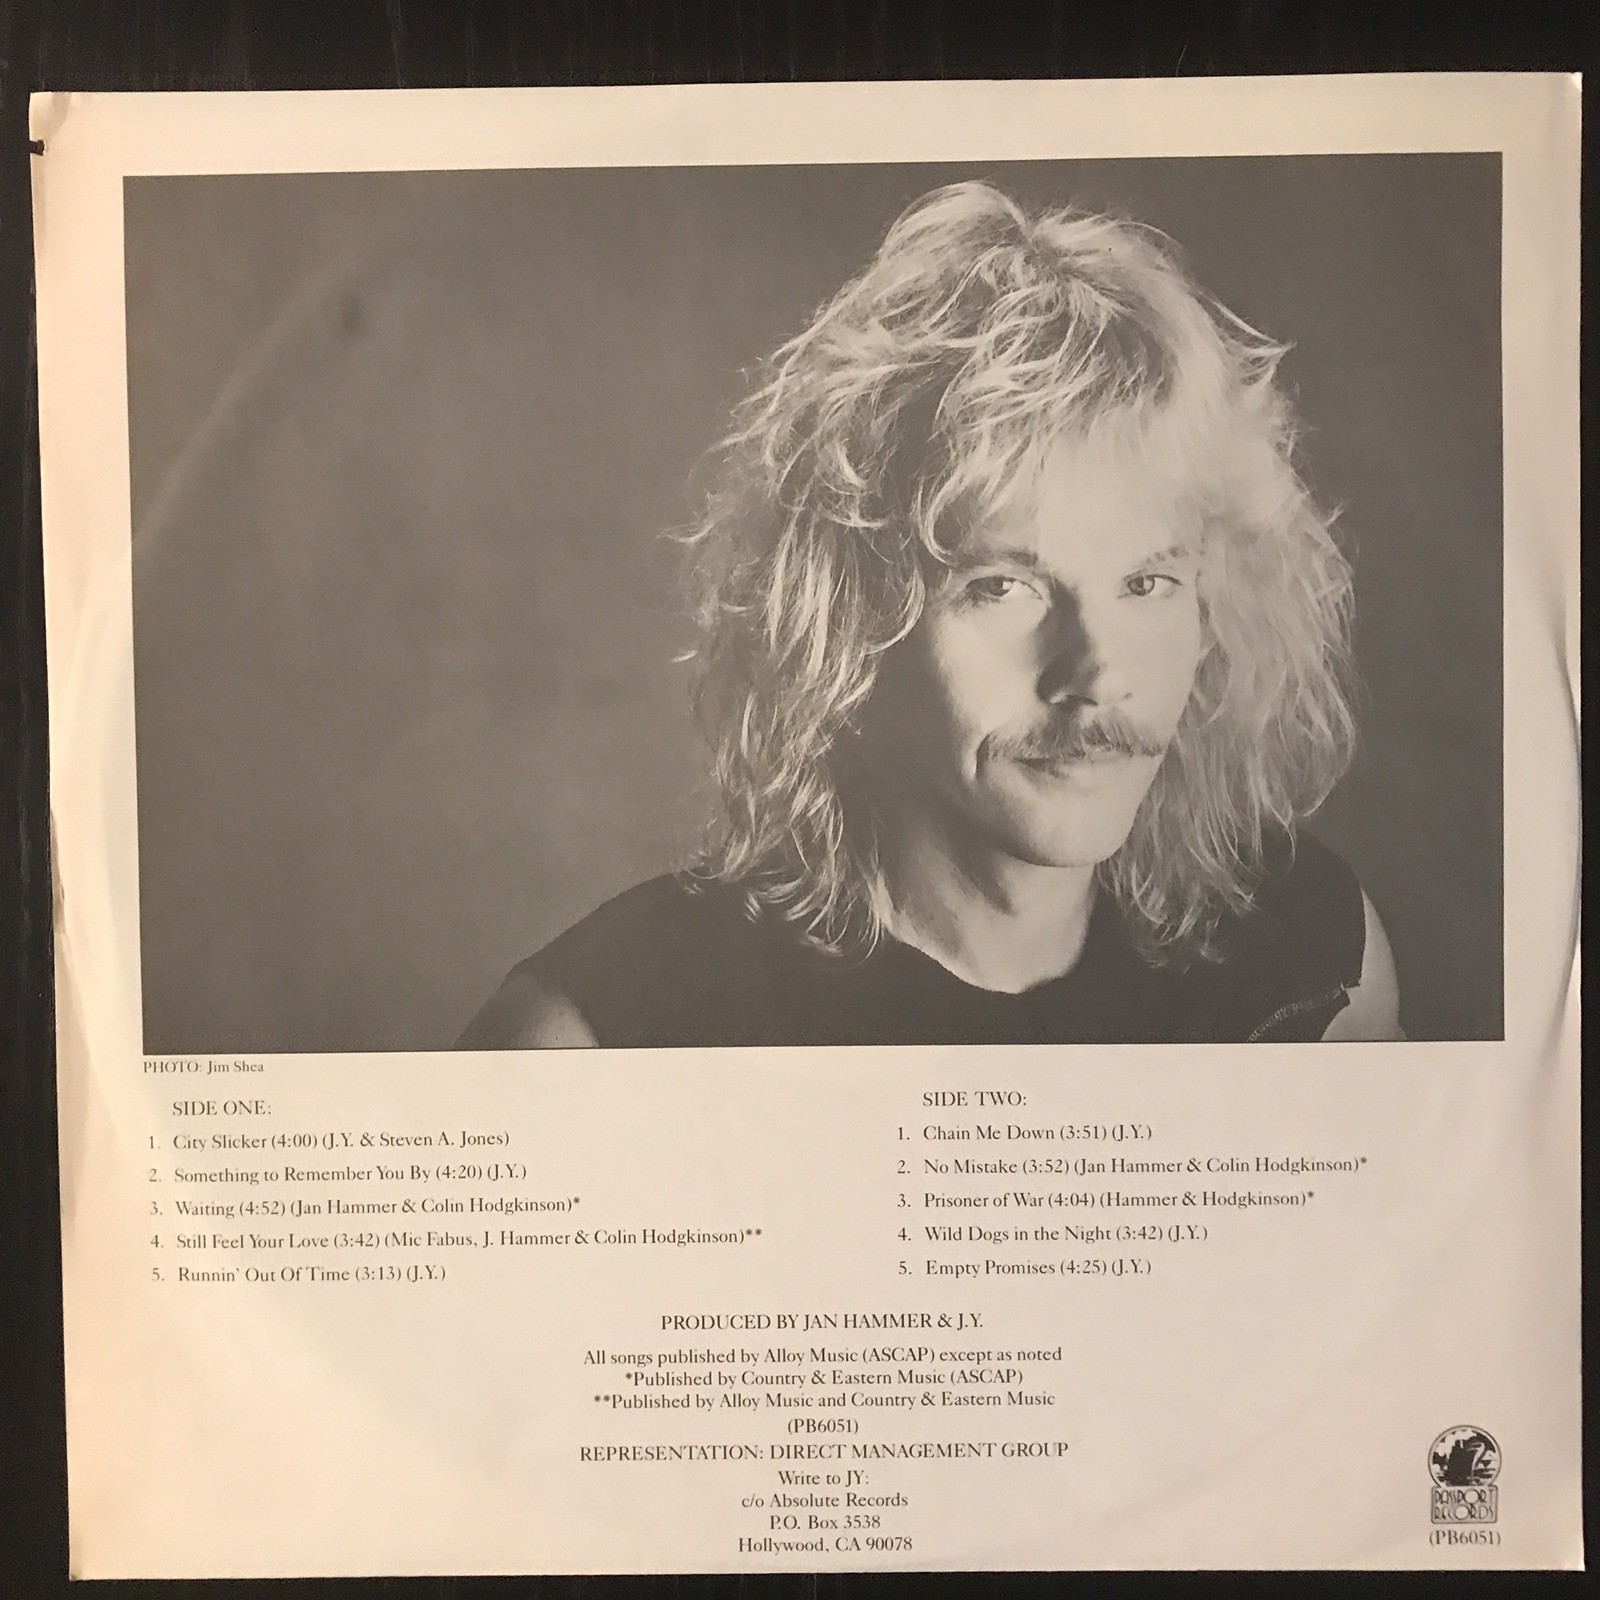 PHOTO: Jim Shea
SIDE ONE:
1. City Slicker (4:00) (J.Y. & Steven A. Jones)
2. Something to Remember You By (4:20) (J.Y.)
3. Waiting (4:52) (Jan Hammer & Colin Hodgkinson)*
4. Still Feel Your Love (3:42) (Mic Fabus, J. Hammer & Colin Hodgkinson)**
5. Runnin' Out Of Time (3:13) (J.Y.)
SIDE TWO:
1. Chain Me Down (3:51) (J.Y.)
2. No Mistake (3:52) (Jan Hammer & Colin Hodgkinson)*
3. Prisoner of War (4:04) (Hammer & Hodgkinson)*
4. Wild Dogs in the Night (3:42) (J.Y.)
5. Empty Promises (4:25) (J.Y.)
PRODUCED BY JAN HAMMER & J.Y.
All songs published by Alloy Music (ASCAP) except as noted
*Published by Country & Eastern Music (ASCAP)
**Published by Alloy Music and Country & Eastern Music
(PB6051)
REPRESENTATION: DIRECT MANAGEMENT GROUP
Write to JY:
c/o Absolute Records
P.O. Box 3538
Hollywood, CA 90078
PASSPORT
RECORDS
(PB6051)